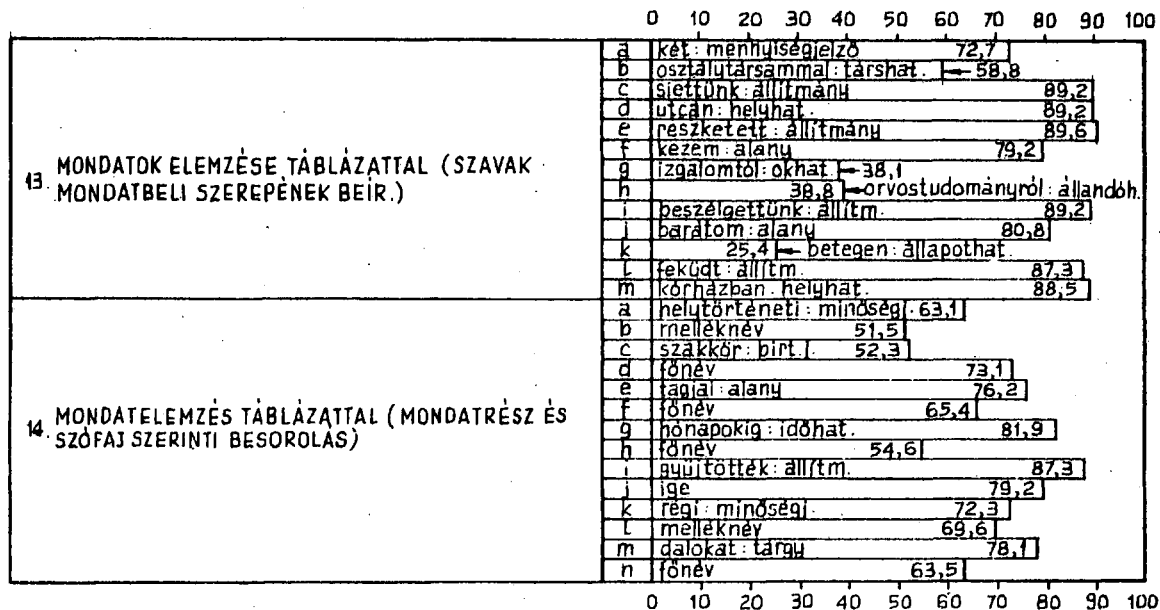 0 10 20 30 40 50 60 70 80 90 100
13. MONDATOK ELEMZÉSE TÁBLÁZATTAL (SZAVAK
MONDATBELI SZEREPÉNEK BEÍR.)
a két: mennyiségjelző 72,7
b osztálytársammal: társhat. 58,8
c siettünk: állítmány 89,2
d utcán: helyhat. 89,2
e reszketett: állítmány 89,6
f kezem: alany 79,2
g izgalomtól: okhat. 38,1
h 38,8 orvostudományról: állandóh.
i beszélgettünk: állítm. 89,2
j barátom: alany 80,8
k 25,4 betegen: állapothat.
l feküdt: állítm. 87,3
m kórházban: helyhat. 88,5
14. MONDATELEMZÉS TÁBLÁZATTAL (MONDATRÉSZ ÉS
SZÓFAJ SZERINTI BESOROLÁS)
a helytörténeti: minőségj. 63,1
b melléknév 51,5
c szakkör: birt. j. 52,3
d főnév 73,1
e tagjai: alany 76,2
f főnév 65,4
g hónapokig: időhat. 81,9
h főnév 54,6
i gyűjtötték: állítm. 87,3
j ige 79,2
k régi: minőségj. 72,3
l melléknév 69,6
m dalokat: tárgy 78,1
n főnév 63,5
0 10 20 30 40 50 60 70 80 90 100